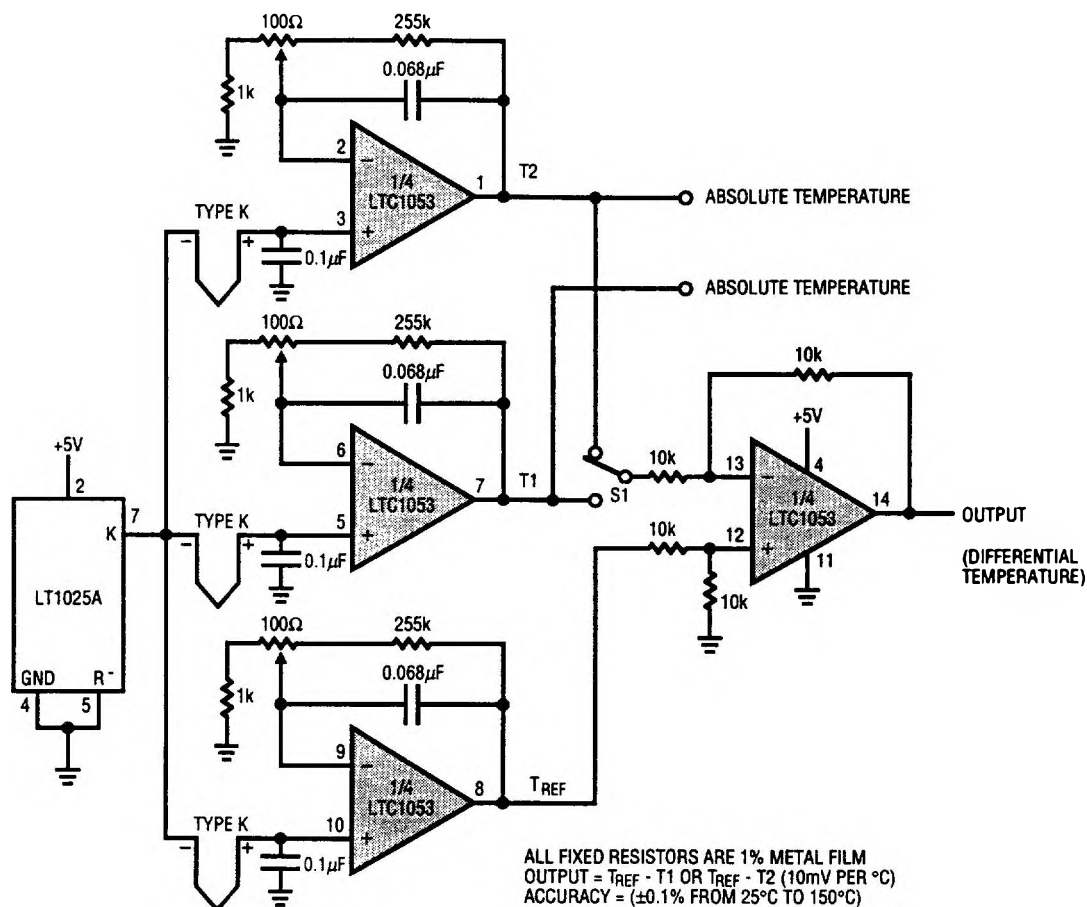 100Ω
255k
0.068µF
1k
2
−
1/4
LTC1053
1
T2
3
+
TYPE K
−
+
0.1µF
ABSOLUTE TEMPERATURE
ABSOLUTE TEMPERATURE
100Ω
255k
0.068µF
1k
6
−
1/4
LTC1053
7
T1
5
+
TYPE K
−
+
0.1µF
+5V
2
7
K
LT1025A
GND
R⁻
4
5
S1
10k
10k
+5V
13
−
4
1/4
LTC1053
14
OUTPUT
(DIFFERENTIAL
TEMPERATURE)
10k
12
+
11
10k
100Ω
255k
0.068µF
1k
9
−
1/4
LTC1053
8
TREF
10
+
TYPE K
−
+
0.1µF
ALL FIXED RESISTORS ARE 1% METAL FILM
OUTPUT = TREF - T1 OR TREF - T2 (10mV PER °C)
ACCURACY = (±0.1% FROM 25°C TO 150°C)